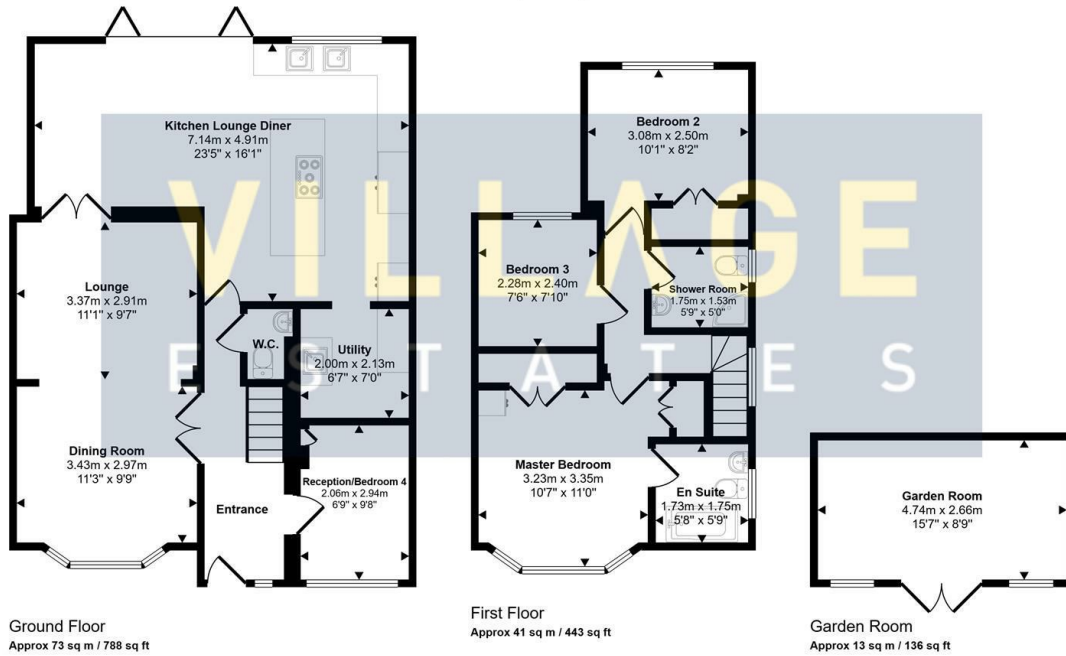 Kitchen Lounge Diner
7.14m x 4.91m
23'5" x 16'1"
Lounge
3.37m x 2.91m
11'1" x 9'7"
W.C.
Utility
2.00m x 2.13m
6'7" x 7'0"
Dining Room
3.43m x 2.97m
11'3" x 9'9"
Entrance
Reception/Bedroom 4
2.06m x 2.94m
6'9" x 9'8"
Ground Floor
Approx 73 sq m / 788 sq ft
Bedroom 2
3.08m x 2.50m
10'1" x 8'2"
Bedroom 3
2.28m x 2.40m
7'6" x 7'10"
Shower Room
1.75m x 1.53m
5'9" x 5'0"
Master Bedroom
3.23m x 3.35m
10'7" x 11'0"
En Suite
1.73m x 1.75m
5'8" x 5'9"
First Floor
Approx 41 sq m / 443 sq ft
Garden Room
4.74m x 2.66m
15'7" x 8'9"
Garden Room
Approx 13 sq m / 136 sq ft
VILLAGE
ESTATES